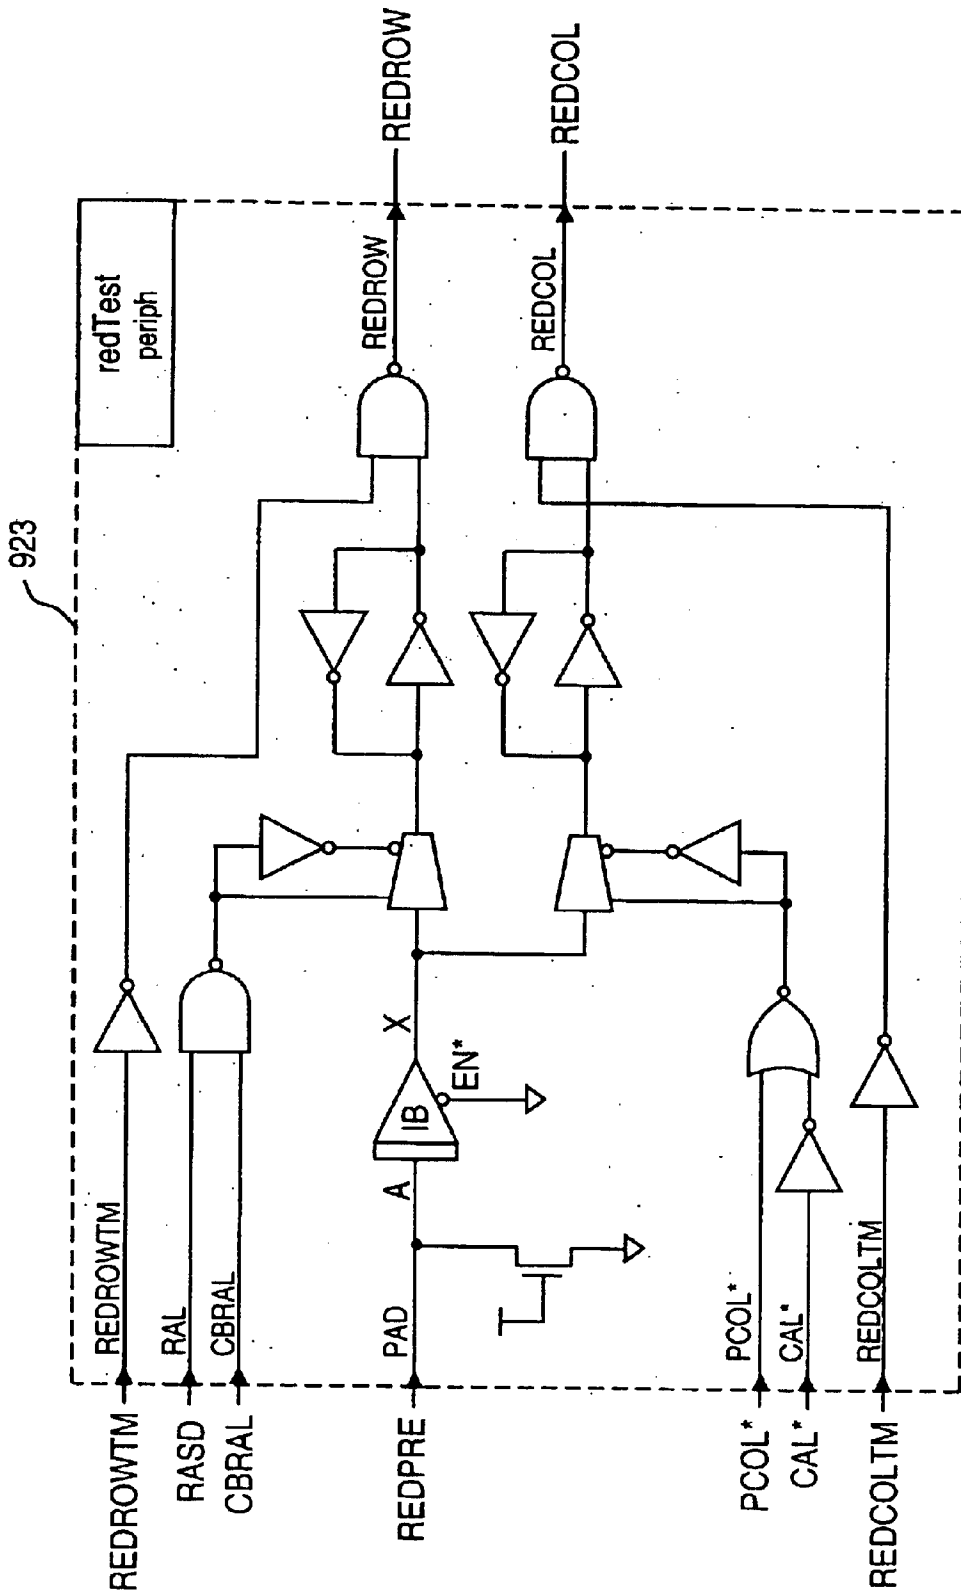 923
redTest
periph
REDROWTM
REDROWTM
RASD
RAL
CBRAL
CBRAL
REDPRE
PAD
A
IB
X
EN*
PCOL*
PCOL*
CAL*
CAL*
REDCOLTM
REDCOLTM
REDROW
REDROW
REDCOL
REDCOL